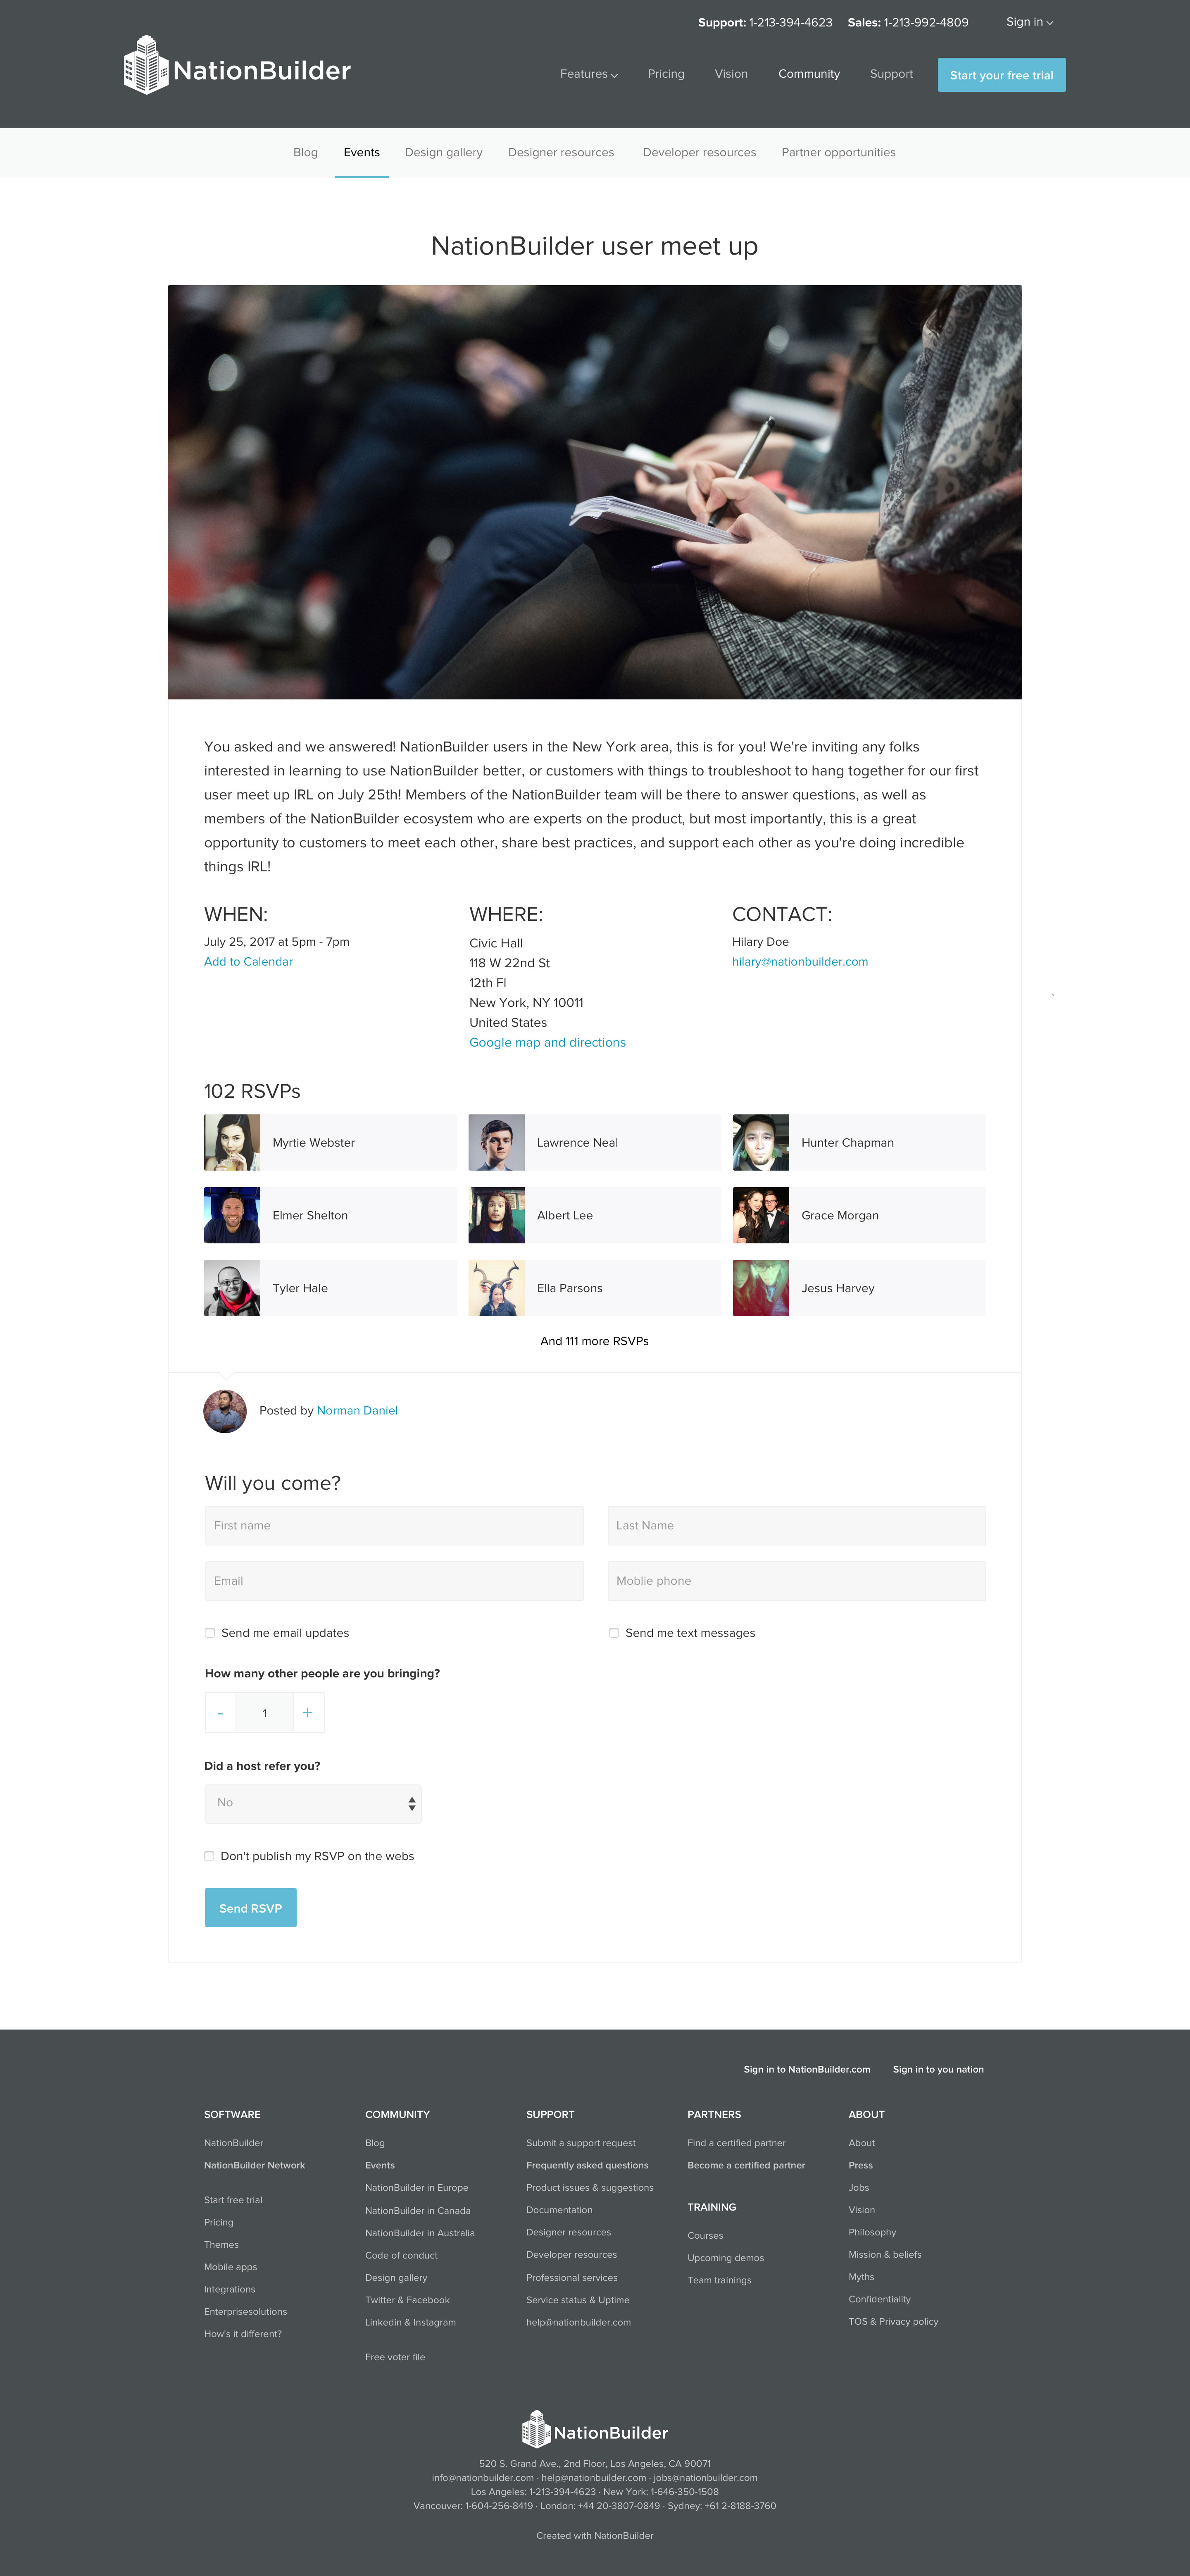 Support: 1-213-394-4623 Sales: 1-213-992-4809 Sign in
NationBuilder
Features Pricing Vision Community Support Start your free trial
Blog Events Design gallery Designer resources Developer resources Partner opportunities
NationBuilder user meet up
You asked and we answered! NationBuilder users in the New York area, this is for you! We're inviting any folks
interested in learning to use NationBuilder better, or customers with things to troubleshoot to hang together for our first
user meet up IRL on July 25th! Members of the NationBuilder team will be there to answer questions, as well as
members of the NationBuilder ecosystem who are experts on the product, but most importantly, this is a great
opportunity to customers to meet each other, share best practices, and support each other as you're doing incredible
things IRL!
WHEN:
July 25, 2017 at 5pm - 7pm
Add to Calendar
WHERE:
Civic Hall
118 W 22nd St
12th Fl
New York, NY 10011
United States
Google map and directions
CONTACT:
Hilary Doe
hilary@nationbuilder.com
102 RSVPs
Myrtie Webster
Lawrence Neal
Hunter Chapman
Elmer Shelton
Albert Lee
Grace Morgan
Tyler Hale
Ella Parsons
Jesus Harvey
And 111 more RSVPs
Posted by Norman Daniel
Will you come?
First name
Last Name
Email
Moblie phone
Send me email updates
Send me text messages
How many other people are you bringing?
- 1 +
Did a host refer you?
No
Don't publish my RSVP on the webs
Send RSVP
Sign in to NationBuilder.com Sign in to you nation
SOFTWARE
NationBuilder
NationBuilder Network
Start free trial
Pricing
Themes
Mobile apps
Integrations
Enterprisesolutions
How's it different?
COMMUNITY
Blog
Events
NationBuilder in Europe
NationBuilder in Canada
NationBuilder in Australia
Code of conduct
Design gallery
Twitter & Facebook
Linkedin & Instagram
Free voter file
SUPPORT
Submit a support request
Frequently asked questions
Product issues & suggestions
Documentation
Designer resources
Developer resources
Professional services
Service status & Uptime
help@nationbuilder.com
PARTNERS
Find a certified partner
Become a certified partner
TRAINING
Courses
Upcoming demos
Team trainings
ABOUT
About
Press
Jobs
Vision
Philosophy
Mission & beliefs
Myths
Confidentiality
TOS & Privacy policy
NationBuilder
520 S. Grand Ave., 2nd Floor, Los Angeles, CA 90071
info@nationbuilder.com · help@nationbuilder.com · jobs@nationbuilder.com
Los Angeles: 1-213-394-4623 · New York: 1-646-350-1508
Vancouver: 1-604-256-8419 · London: +44 20-3807-0849 · Sydney: +61 2-8188-3760
Created with NationBuilder